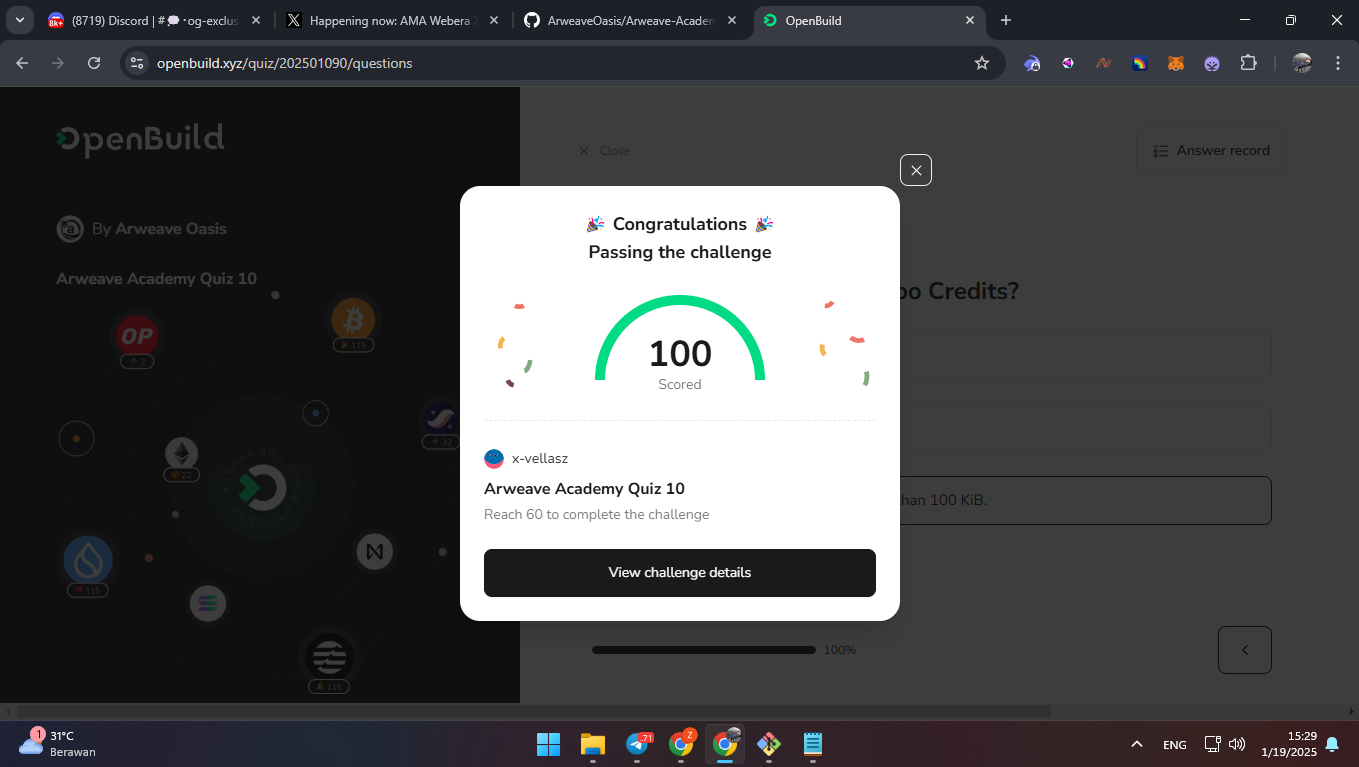 8k+
(8719) Discord | # 💭・og-exclus
Happening now: AMA Webera
ArweaveOasis/Arweave-Academ
OpenBuild
openbuild.xyz/quiz/202501090/questions
OpenBuild
Close
Answer record
By Arweave Oasis
Arweave Academy Quiz 10
🎉 Congratulations 🎉
Passing the challenge
oo Credits?
100
Scored
x-vellasz
Arweave Academy Quiz 10
Reach 60 to complete the challenge
han 100 KiB.
View challenge details
100%
OP
2
115
32
22
115
115
1
31°C
Berawan
71
Z
ENG
15:29
1/19/2025